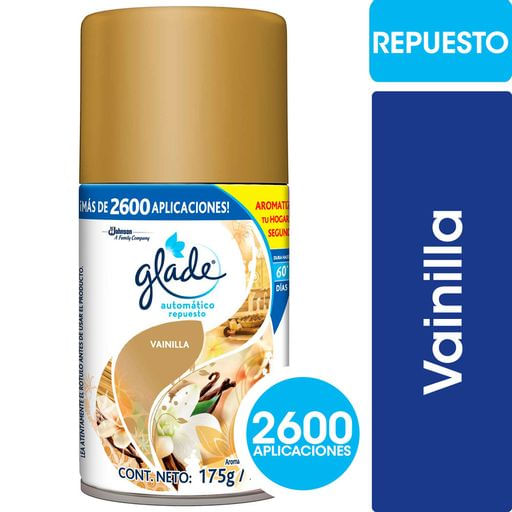 REPUESTO
Vainilla
¡MÁS DE 2600 APLICACIONES!
AROMATIZA
TU HOGAR
Johnson
A Family Company
glade
automático
repuesto
60
DÍAS
VAINILLA
LEA ATENTAMENTE EL ROTULO ANTES DE USAR EL PRODUCTO.
CONT. NETO: 175g /
2600
APLICACIONES